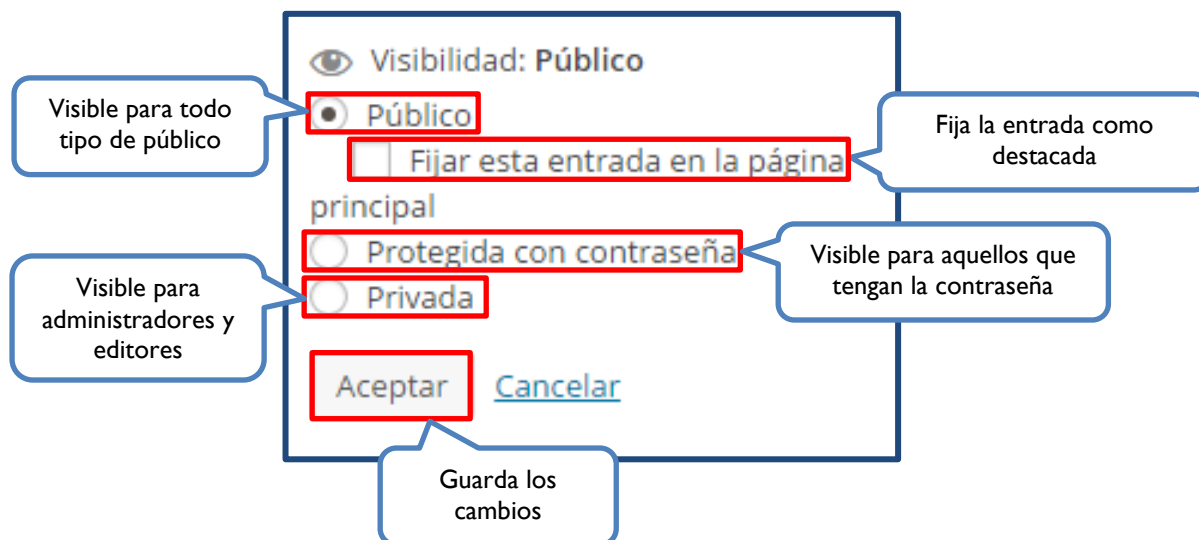 Visibilidad: Público
Visible para todo
tipo de público
Público
Fijar esta entrada en la página
principal
Fija la entrada como
destacada
Protegida con contraseña
Visible para aquellos que
tengan la contraseña
Visible para
administradores y
editores
Privada
Aceptar Cancelar
Guarda los
cambios